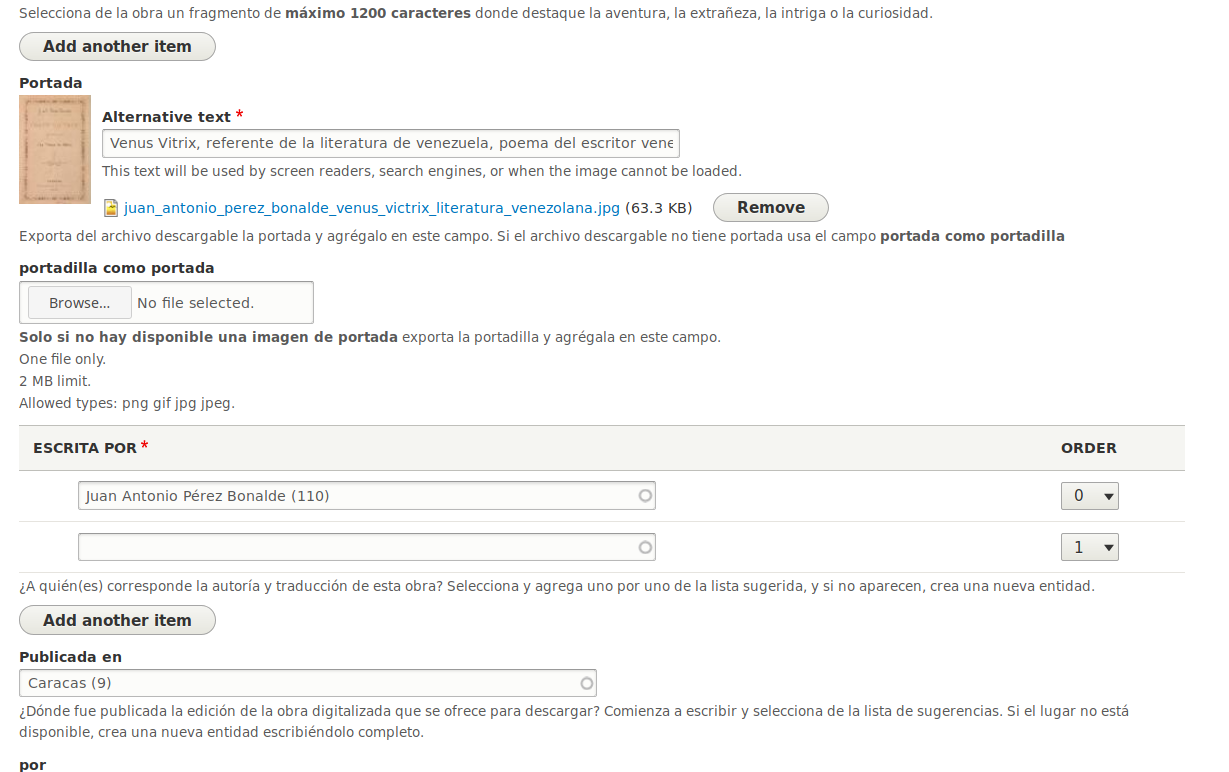 Selecciona de la obra un fragmento de máximo 1200 caracteres donde destaque la aventura, la extrañeza, la intriga o la curiosidad.
Add another item
Portada
Alternative text *
Venus Vitrix, referente de la literatura de venezuela, poema del escritor vene
This text will be used by screen readers, search engines, or when the image cannot be loaded.
juan_antonio_perez_bonalde_venus_victrix_literatura_venezolana.jpg (63.3 KB) Remove
Exporta del archivo descargable la portada y agrégalo en este campo. Si el archivo descargable no tiene portada usa el campo portada como portadilla
portadilla como portada
Browse... No file selected.
Solo si no hay disponible una imagen de portada exporta la portadilla y agrégala en este campo.
One file only.
2 MB limit.
Allowed types: png gif jpg jpeg.
ESCRITA POR * ORDER
Juan Antonio Pérez Bonalde (110) 0
1
¿A quién(es) corresponde la autoría y traducción de esta obra? Selecciona y agrega uno por uno de la lista sugerida, y si no aparecen, crea una nueva entidad.
Add another item
Publicada en
Caracas (9)
¿Dónde fue publicada la edición de la obra digitalizada que se ofrece para descargar? Comienza a escribir y selecciona de la lista de sugerencias. Si el lugar no está
disponible, crea una nueva entidad escribiéndolo completo.
por